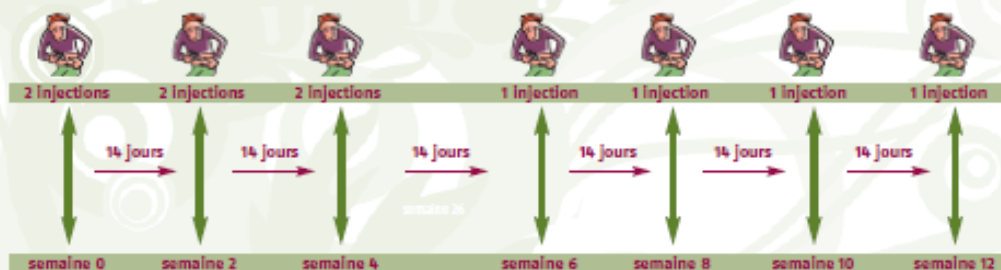 2 injections 2 injections 2 injections 1 injection 1 injection 1 injection 1 injection
14 jours 14 jours 14 jours 14 jours 14 jours 14 jours
semaine 26
semaine 0 semaine 2 semaine 4 semaine 6 semaine 8 semaine 10 semaine 12